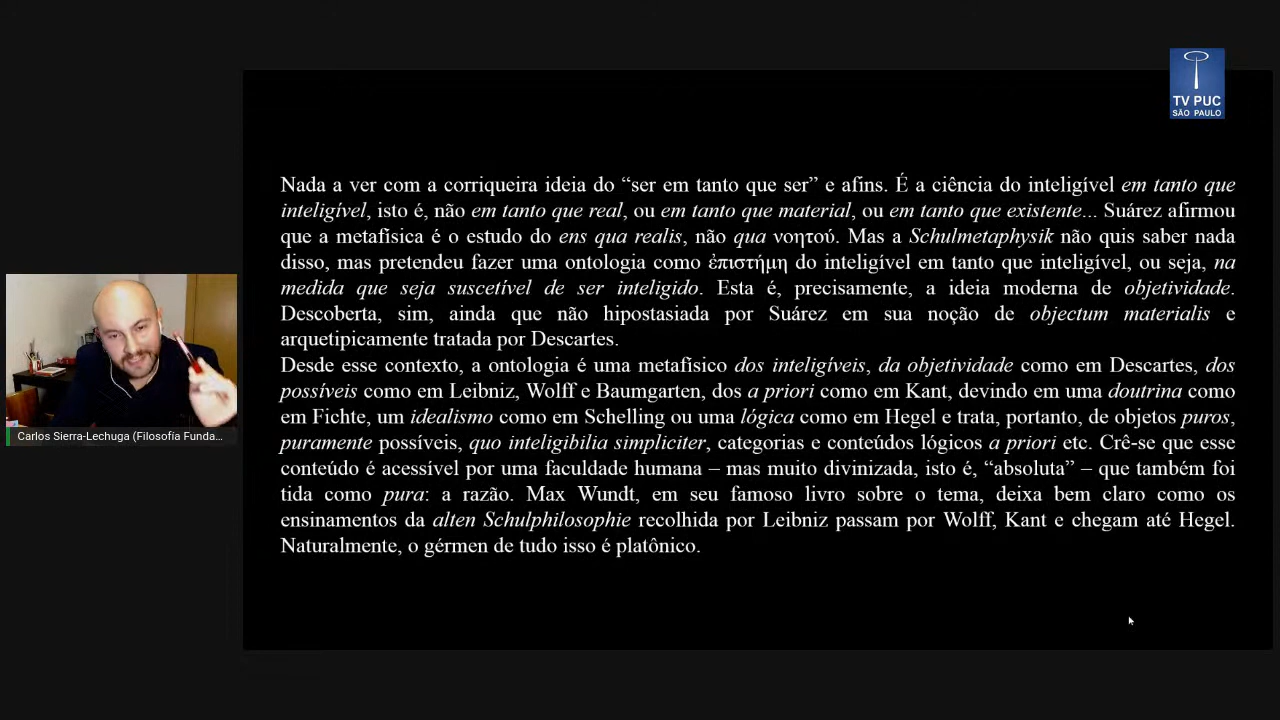 TV PUC
SÃO PAULO
Nada a ver com a corriqueira ideia do “ser em tanto que ser” e afins. É a ciência do inteligível em tanto que
inteligível, isto é, não em tanto que real, ou em tanto que material, ou em tanto que existente... Suárez afirmou
que a metafísica é o estudo do ens qua realis, não qua νοητού. Mas a Schulmetaphysik não quis saber nada
disso, mas pretendeu fazer uma ontologia como ἐπιστήμη do inteligível em tanto que inteligível, ou seja, na
medida que seja suscetível de ser inteligido. Esta é, precisamente, a ideia moderna de objetividade.
Descoberta, sim, ainda que não hipostasiada por Suárez em sua noção de objectum materialis e
arquetipicamente tratada por Descartes.
Desde esse contexto, a ontologia é uma metafísico dos inteligíveis, da objetividade como em Descartes, dos
possíveis como em Leibniz, Wolff e Baumgarten, dos a priori como em Kant, devindo em uma doutrina como
em Fichte, um idealismo como em Schelling ou uma lógica como em Hegel e trata, portanto, de objetos puros,
puramente possíveis, quo inteligibilia simpliciter, categorias e conteúdos lógicos a priori etc. Crê-se que esse
conteúdo é acessível por uma faculdade humana – mas muito divinizada, isto é, “absoluta” – que também foi
tida como pura: a razão. Max Wundt, em seu famoso livro sobre o tema, deixa bem claro como os
ensinamentos da alten Schulphilosophie recolhida por Leibniz passam por Wolff, Kant e chegam até Hegel.
Naturalmente, o gérmen de tudo isso é platônico.
Carlos Sierra-Lechuga (Filosofía Funda...